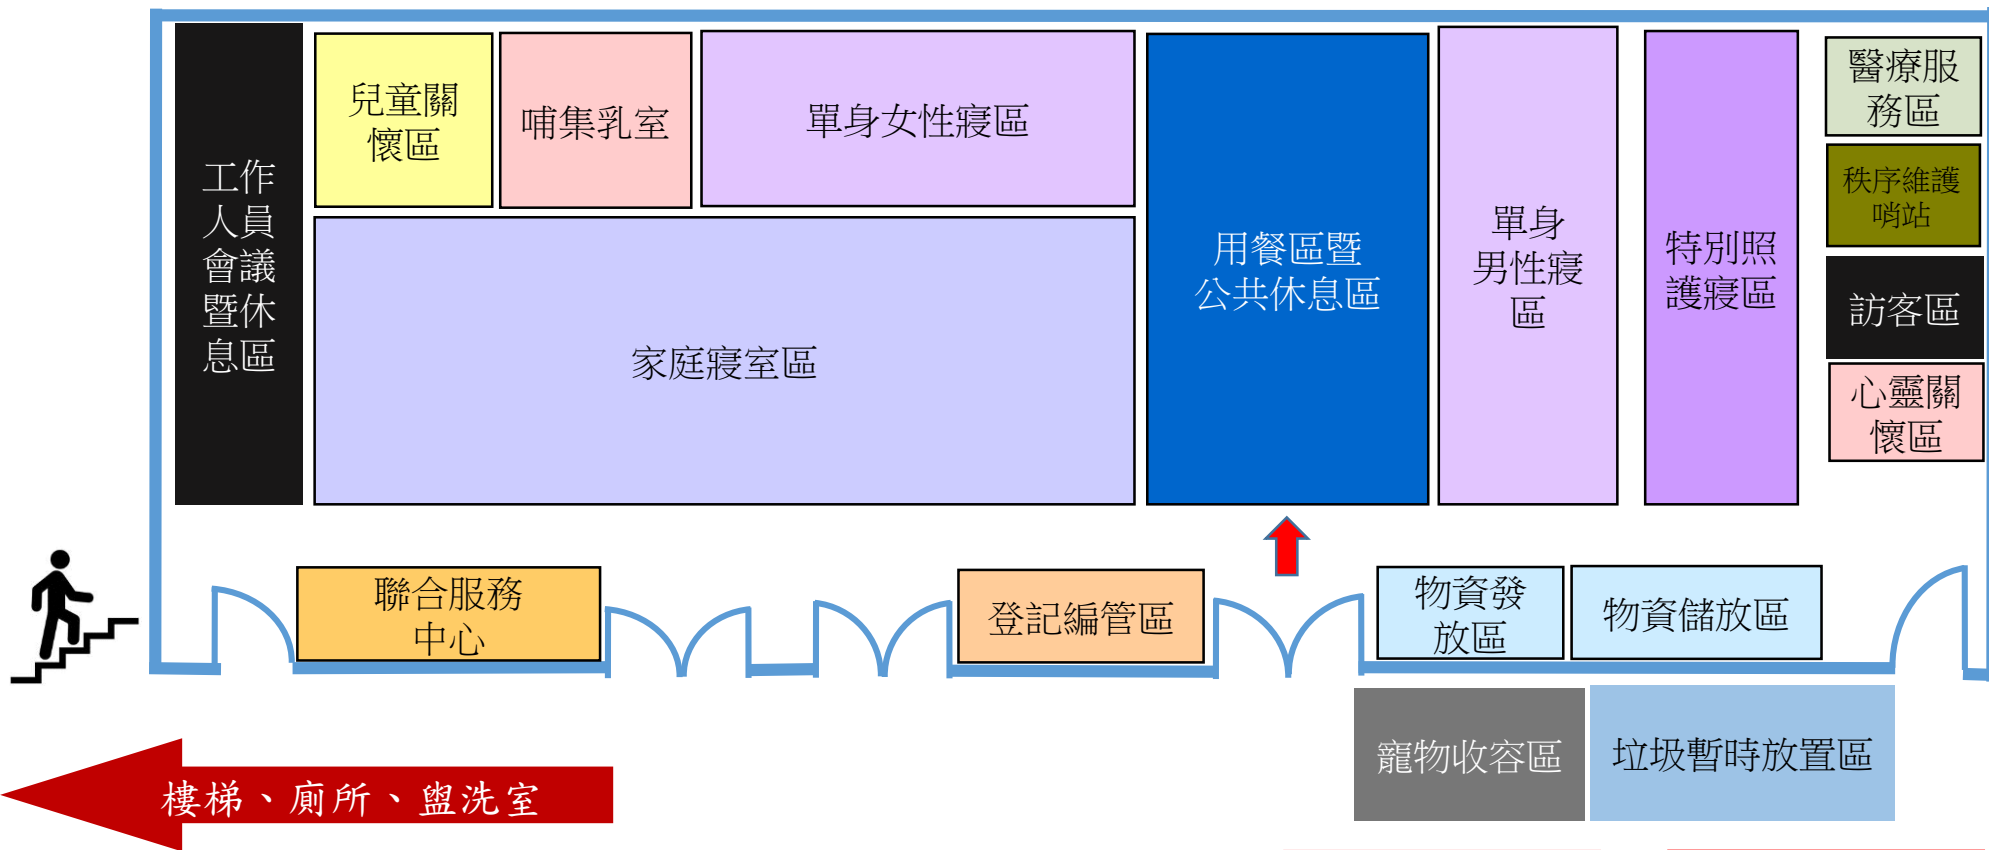 工作
人員
會議
暨休
息區
兒童關
懷區
哺集乳室
單身女性寢區
家庭寢室區
用餐區暨
公共休息區
單身
男性寢
區
特別照
護寢區
醫療服
務區
秩序維護
哨站
訪客區
心靈關
懷區
聯合服務
中心
登記編管區
物資發
放區
物資儲放區
寵物收容區
垃圾暫時放置區
樓梯、廁所、盥洗室